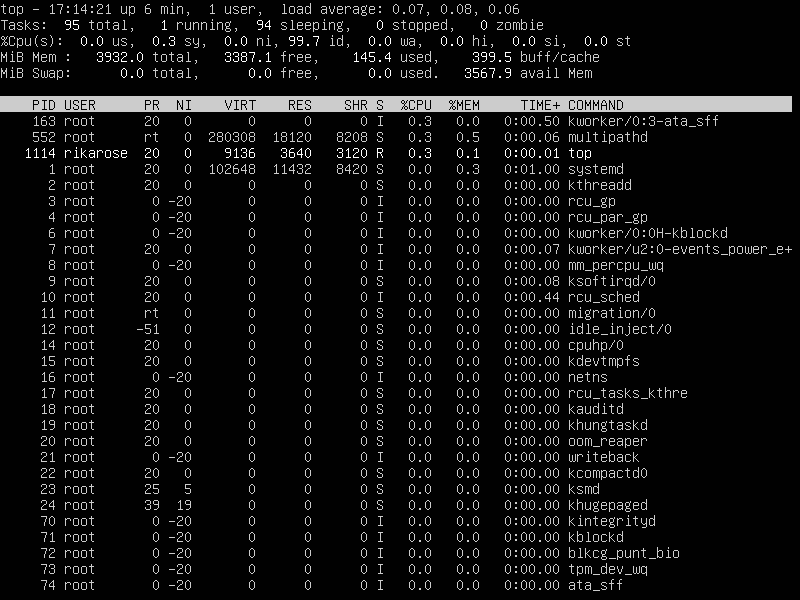 top - 17:14:21 up 6 min,  1 user,  load average: 0.07, 0.08, 0.06
Tasks:  95 total,   1 running,  94 sleeping,   0 stopped,   0 zombie
%Cpu(s):  0.0 us,  0.3 sy,  0.0 ni, 99.7 id,  0.0 wa,  0.0 hi,  0.0 si,  0.0 st
MiB Mem :   3932.0 total,   3387.1 free,    145.4 used,    399.5 buff/cache
MiB Swap:      0.0 total,      0.0 free,      0.0 used.   3567.9 avail Mem
PID USER      PR  NI    VIRT    RES    SHR S  %CPU  %MEM     TIME+ COMMAND
163 root      20   0       0      0      0 I   0.3   0.0   0:00.50 kworker/0:3-ata_sff
552 root      rt   0  280308  18120   8208 S   0.3   0.5   0:00.06 multipathd
1114 rikarose  20   0    9136   3640   3120 R   0.3   0.1   0:00.01 top
1 root      20   0  102648  11432   8420 S   0.0   0.3   0:01.00 systemd
2 root      20   0       0      0      0 S   0.0   0.0   0:00.00 kthreadd
3 root       0 -20       0      0      0 I   0.0   0.0   0:00.00 rcu_gp
4 root       0 -20       0      0      0 I   0.0   0.0   0:00.00 rcu_par_gp
6 root       0 -20       0      0      0 I   0.0   0.0   0:00.00 kworker/0:0H-kblockd
7 root      20   0       0      0      0 I   0.0   0.0   0:00.07 kworker/u2:0-events_power_e+
8 root       0 -20       0      0      0 I   0.0   0.0   0:00.00 mm_percpu_wq
9 root      20   0       0      0      0 S   0.0   0.0   0:00.08 ksoftirqd/0
10 root      20   0       0      0      0 I   0.0   0.0   0:00.44 rcu_sched
11 root      rt   0       0      0      0 S   0.0   0.0   0:00.00 migration/0
12 root     -51   0       0      0      0 S   0.0   0.0   0:00.00 idle_inject/0
14 root      20   0       0      0      0 S   0.0   0.0   0:00.00 cpuhp/0
15 root      20   0       0      0      0 S   0.0   0.0   0:00.00 kdevtmpfs
16 root       0 -20       0      0      0 I   0.0   0.0   0:00.00 netns
17 root      20   0       0      0      0 S   0.0   0.0   0:00.00 rcu_tasks_kthre
18 root      20   0       0      0      0 S   0.0   0.0   0:00.00 kauditd
19 root      20   0       0      0      0 S   0.0   0.0   0:00.00 khungtaskd
20 root      20   0       0      0      0 S   0.0   0.0   0:00.00 oom_reaper
21 root       0 -20       0      0      0 I   0.0   0.0   0:00.00 writeback
22 root      20   0       0      0      0 S   0.0   0.0   0:00.00 kcompactd0
23 root      25   5       0      0      0 S   0.0   0.0   0:00.00 ksmd
24 root      39  19       0      0      0 S   0.0   0.0   0:00.00 khugepaged
70 root       0 -20       0      0      0 I   0.0   0.0   0:00.00 kintegrityd
71 root       0 -20       0      0      0 I   0.0   0.0   0:00.00 kblockd
72 root       0 -20       0      0      0 I   0.0   0.0   0:00.00 blkcg_punt_bio
73 root       0 -20       0      0      0 I   0.0   0.0   0:00.00 tpm_dev_wq
74 root       0 -20       0      0      0 I   0.0   0.0   0:00.00 ata_sff